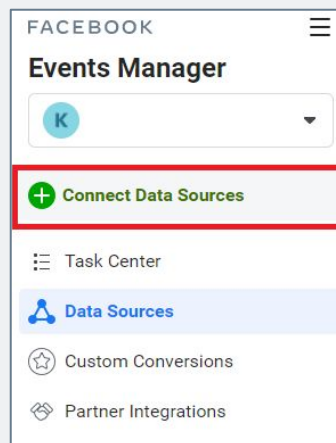 FACEBOOK
Events Manager
K
Connect Data Sources
Task Center
Data Sources
Custom Conversions
Partner Integrations